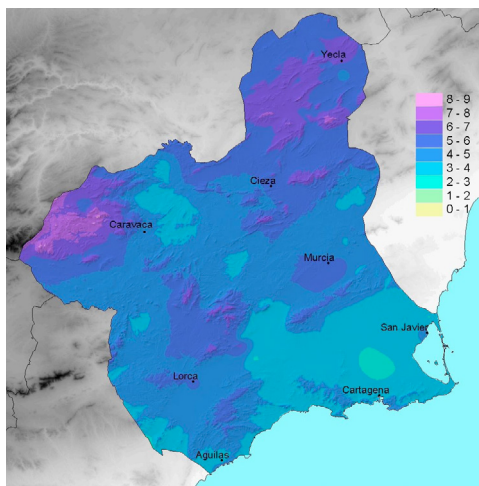 Yecla
8 - 9
7 - 8
6 - 7
5 - 6
4 - 5
3 - 4
2 - 3
1 - 2
0 - 1
Cieza
Caravaca
Murcia
San Javier
Lorca
Cartagena
Aguilas